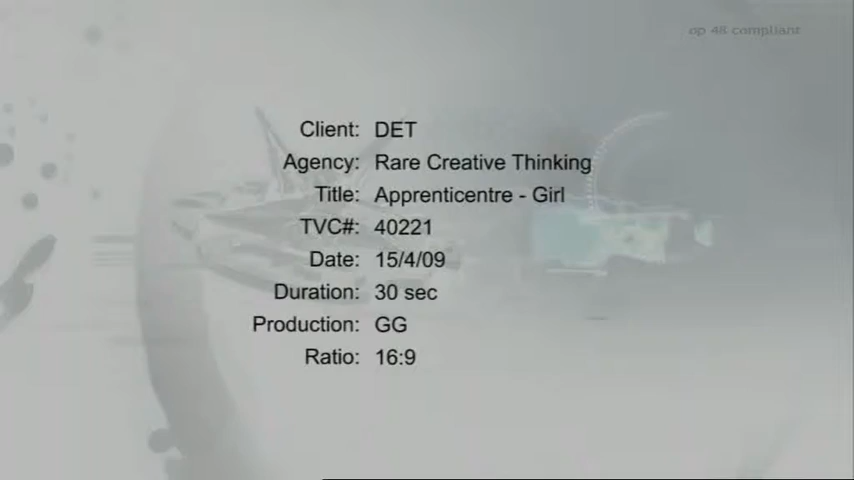 op 48 compliant
Client: DET
Agency: Rare Creative Thinking
Title: Apprenticentre - Girl
TVC#: 40221
Date: 15/4/09
Duration: 30 sec
Production: GG
Ratio: 16:9